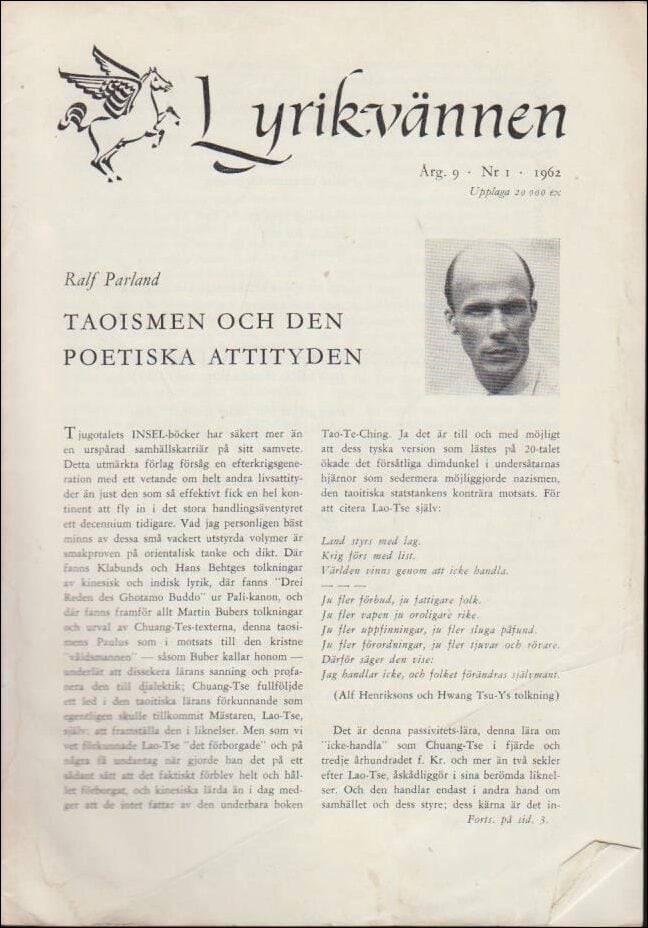 Lyrikvännen
Årg. 9 · Nr 1 · 1962
Upplaga 20 000 ex
Ralf Parland
TAOISMEN OCH DEN
POETISKA ATTITYDEN
Tjugotalets INSEL-böcker har säkert mer än
en urspårad samhällskarriär på sitt samvete.
Detta utmärkta förlag försåg en efterkrigsgene-
ration med ett vetande om helt andra livsattity-
der än just den som så effektivt fick en hel kon-
tinent att fly in i det stora handlingsäventyret
ett decennium tidigare. Vad jag personligen bäst
minns av dessa små vackert utstyrda volymer är
smakproven på orientalisk tanke och dikt. Där
fanns Klabunds och Hans Behtges tolkningar
av kinesisk och indisk lyrik, där fanns "Drei
Reden des Ghotamo Buddo" ur Pali-kanon, och
där fanns framför allt Martin Bubers tolkningar
och urval av Chuang-Tes-texterna, denna taosi-
mens Paulus som i motsats till den kristne
"våldsmannen" — såsom Buber kallar honom —
underlät att dissekera lärans sanning och profa-
nera den till djalektik; Chuang-Tse fullföljde
ett led i den taoitiska lärans förkunnande som
egentligen skulle tillkommit Mästaren, Lao-Tse,
själv: att framställa den i liknelser. Men som vi
vet förkunnade Lao-Tse "det förborgade" och på
några få undantag när gjorde han det på ett
sådant sätt att det faktiskt förblev helt och hål-
let förborgat, och kinesiska lärda än i dag med-
ger att de intet fattar av den underbara boken
Tao-Te-Ching. Ja det är till och med möjligt
att dess tyska version som lästes på 20-talet
ökade det försåtliga dimdunkel i undersåtarnas
hjärnor som sedermera möjliggjorde nazismen,
den taoitiska statstankens konträra motsats. För
att citera Lao-Tse själv:
Land styrs med lag.
Krig förs med list.
Världen vinns genom att icke handla.
— — —
Ju fler förbud, ju fattigare folk.
Ju fler vapen ju oroligare rike.
Ju fler uppfinningar, ju fler sluga påfund.
Ju fler förordningar, ju fler tjuvar och rövare.
Därför säger den vise:
Jag handlar icke, och folket förändras självmant.
(Alf Henriksons och Hwang Tsu-Ys tolkning)
Det är denna passivitets-lära, denna lära om
"icke-handla" som Chuang-Tse i fjärde och
tredje århundradet f. Kr. och mer än två sekler
efter Lao-Tse, åskådliggör i sina berömda liknel-
ser. Och den handlar endast i andra hand om
samhället och dess styre; dess kärna är det in-
Forts. på sid. 3.